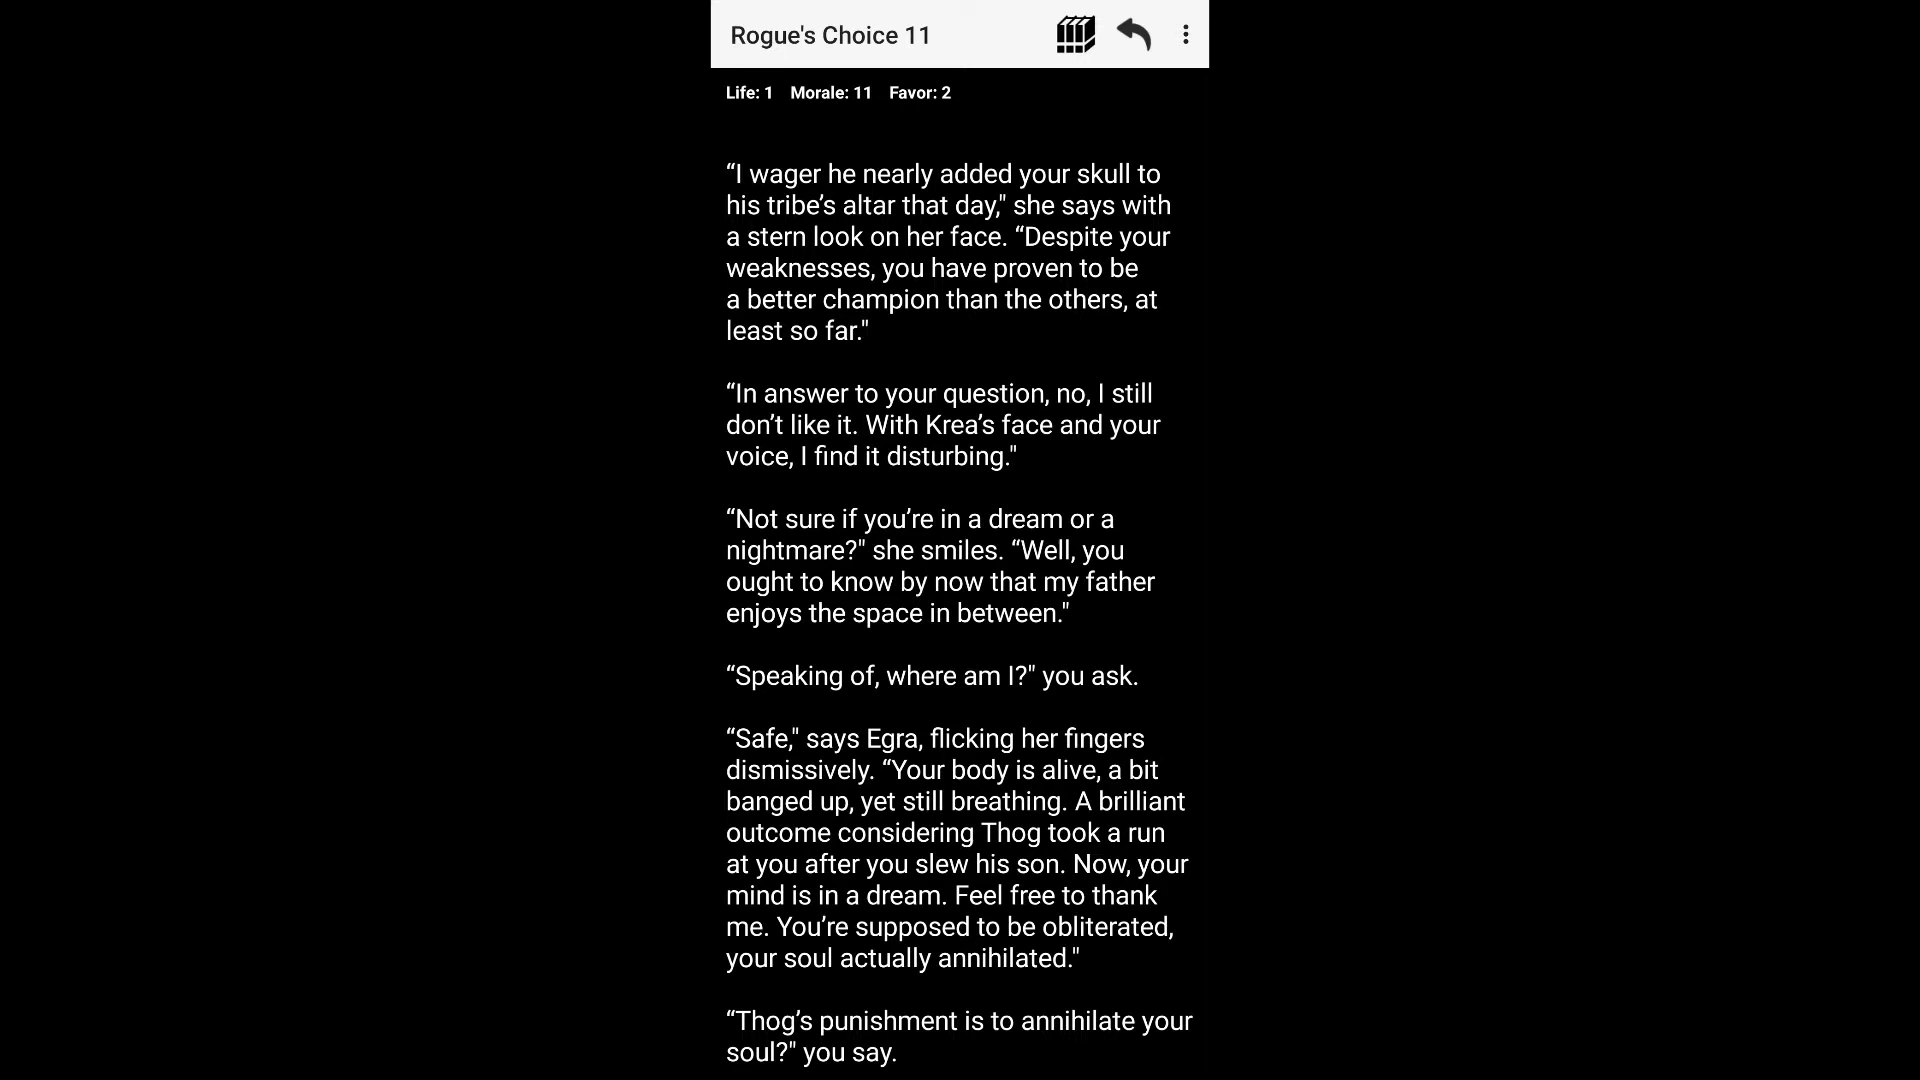 Rogue's Choice 11
Life: 1 Morale: 11 Favor: 2
“I wager he nearly added your skull to
his tribe’s altar that day," she says with
a stern look on her face. “Despite your
weaknesses, you have proven to be
a better champion than the others, at
least so far."
“In answer to your question, no, I still
don’t like it. With Krea’s face and your
voice, I find it disturbing."
“Not sure if you’re in a dream or a
nightmare?" she smiles. “Well, you
ought to know by now that my father
enjoys the space in between."
“Speaking of, where am I?" you ask.
“Safe," says Egra, flicking her fingers
dismissively. “Your body is alive, a bit
banged up, yet still breathing. A brilliant
outcome considering Thog took a run
at you after you slew his son. Now, your
mind is in a dream. Feel free to thank
me. You’re supposed to be obliterated,
your soul actually annihilated."
“Thog’s punishment is to annihilate your
soul?" you say.